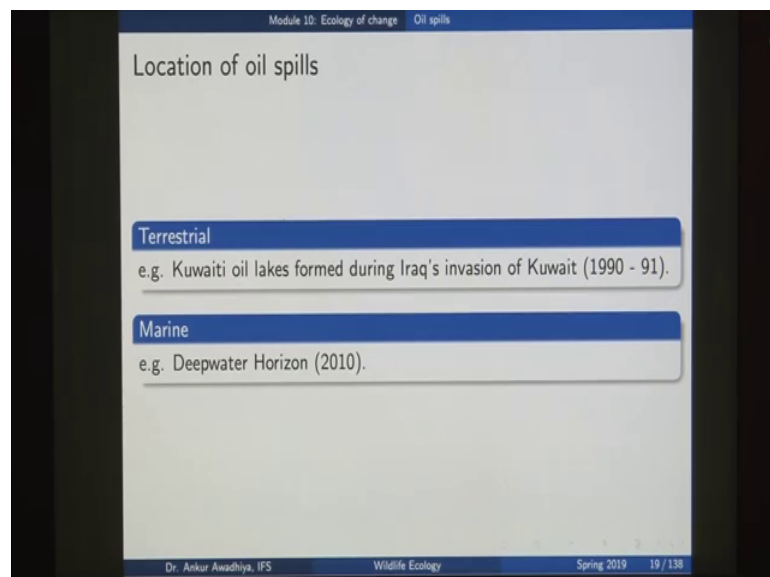 Module 10: Ecology of change Oil spills
Location of oil spills
Terrestrial
e.g. Kuwaiti oil lakes formed during Iraq's invasion of Kuwait (1990 - 91).
Marine
e.g. Deepwater Horizon (2010).
Dr. Ankur Awadhiya, IFS Wildlife Ecology Spring 2019 19 / 138